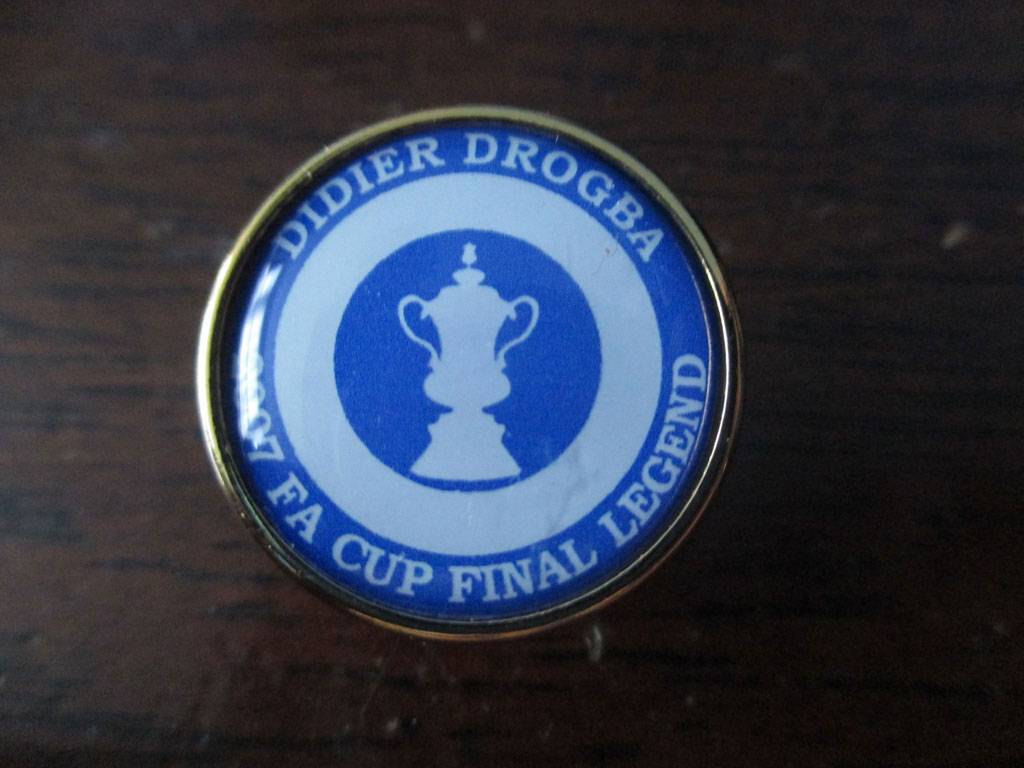 DIDIER DROGBA
2007 FA CUP FINAL LEGEND